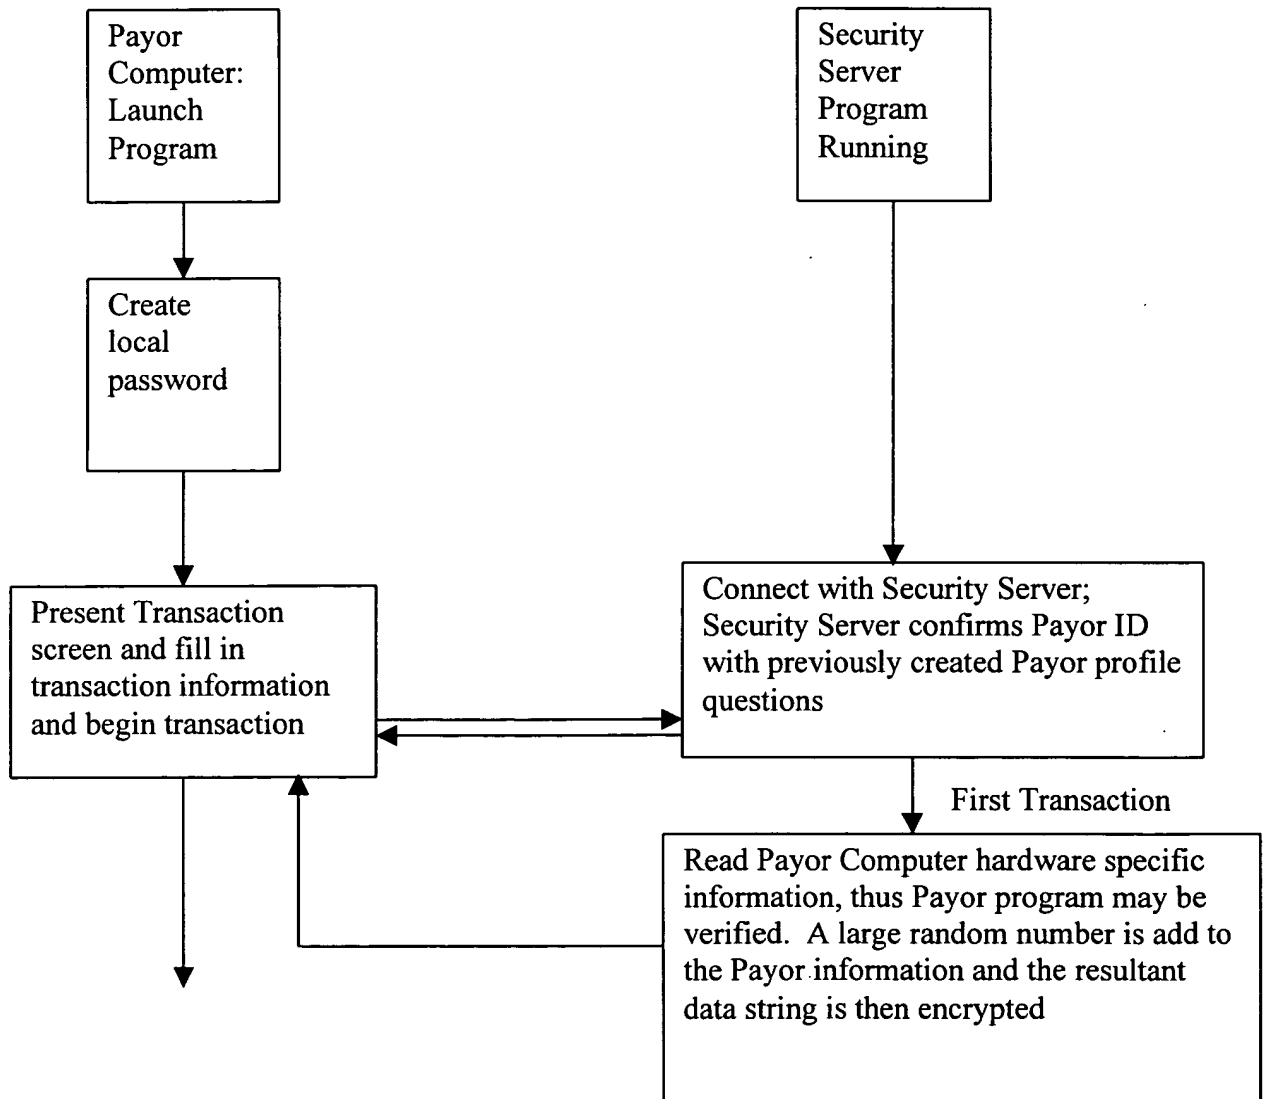 Payor
Computer:
Launch
Program
Security
Server
Program
Running
Create
local
password
Present Transaction
screen and fill in
transaction information
and begin transaction
Connect with Security Server;
Security Server confirms Payor ID
with previously created Payor profile
questions
First Transaction
Read Payor Computer hardware specific
information, thus Payor program may be
verified.  A large random number is add to
the Payor information and the resultant
data string is then encrypted